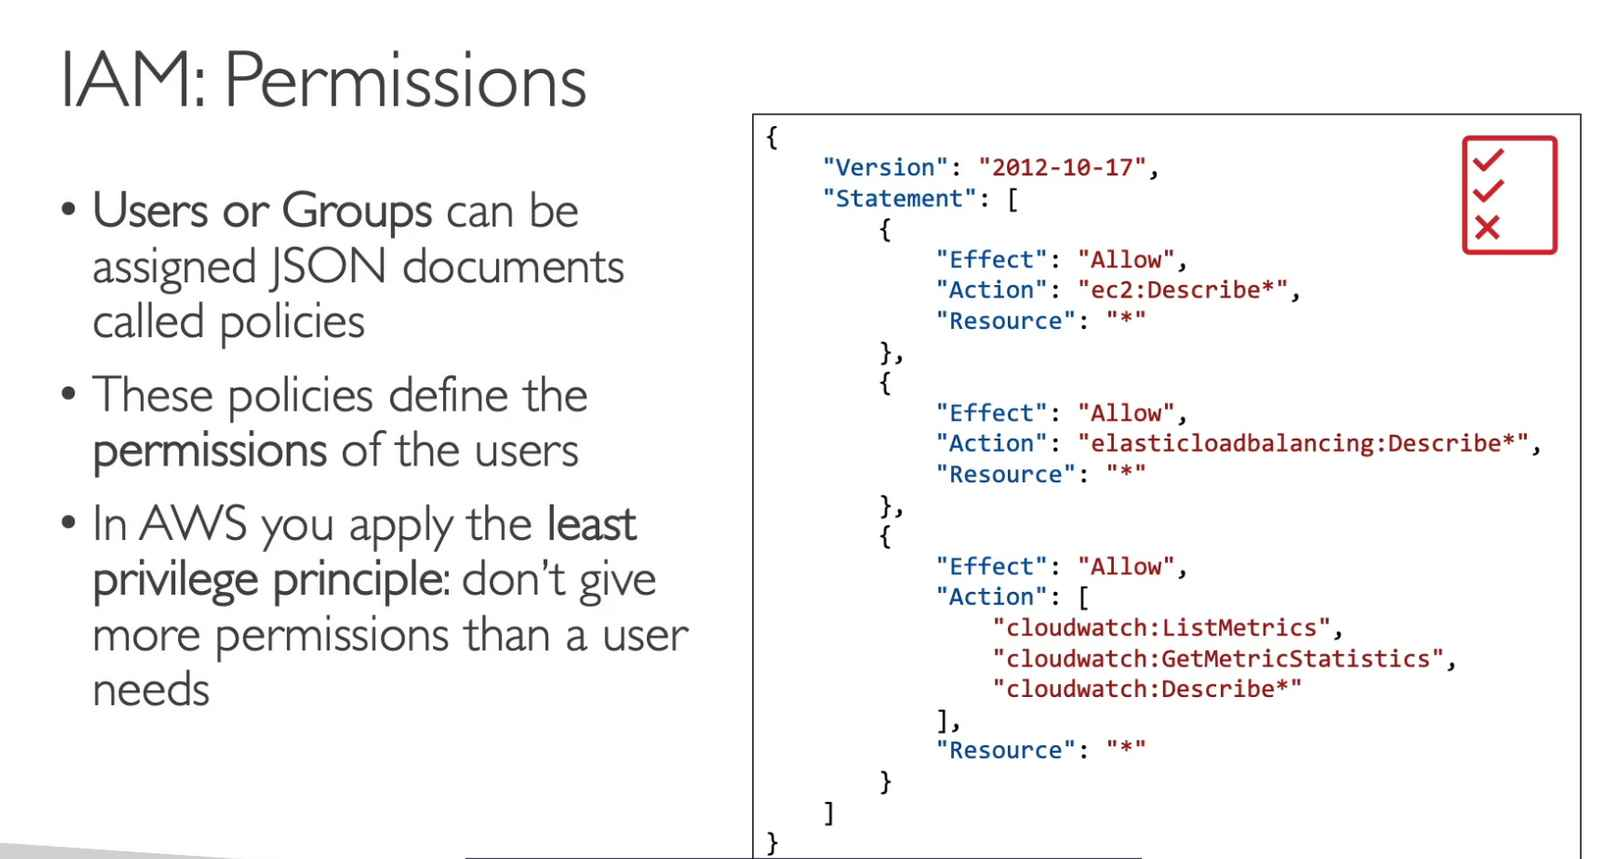 IAM: Permissions
• Users or Groups can be
assigned JSON documents
called policies
• These policies define the
permissions of the users
• In AWS you apply the least
privilege principle: don’t give
more permissions than a user
needs
{
    "Version": "2012-10-17",
    "Statement": [
        {
            "Effect": "Allow",
            "Action": "ec2:Describe*",
            "Resource": "*"
        },
        {
            "Effect": "Allow",
            "Action": "elasticloadbalancing:Describe*",
            "Resource": "*"
        },
        {
            "Effect": "Allow",
            "Action": [
                "cloudwatch:ListMetrics",
                "cloudwatch:GetMetricStatistics",
                "cloudwatch:Describe*"
            ],
            "Resource": "*"
        }
    ]
}